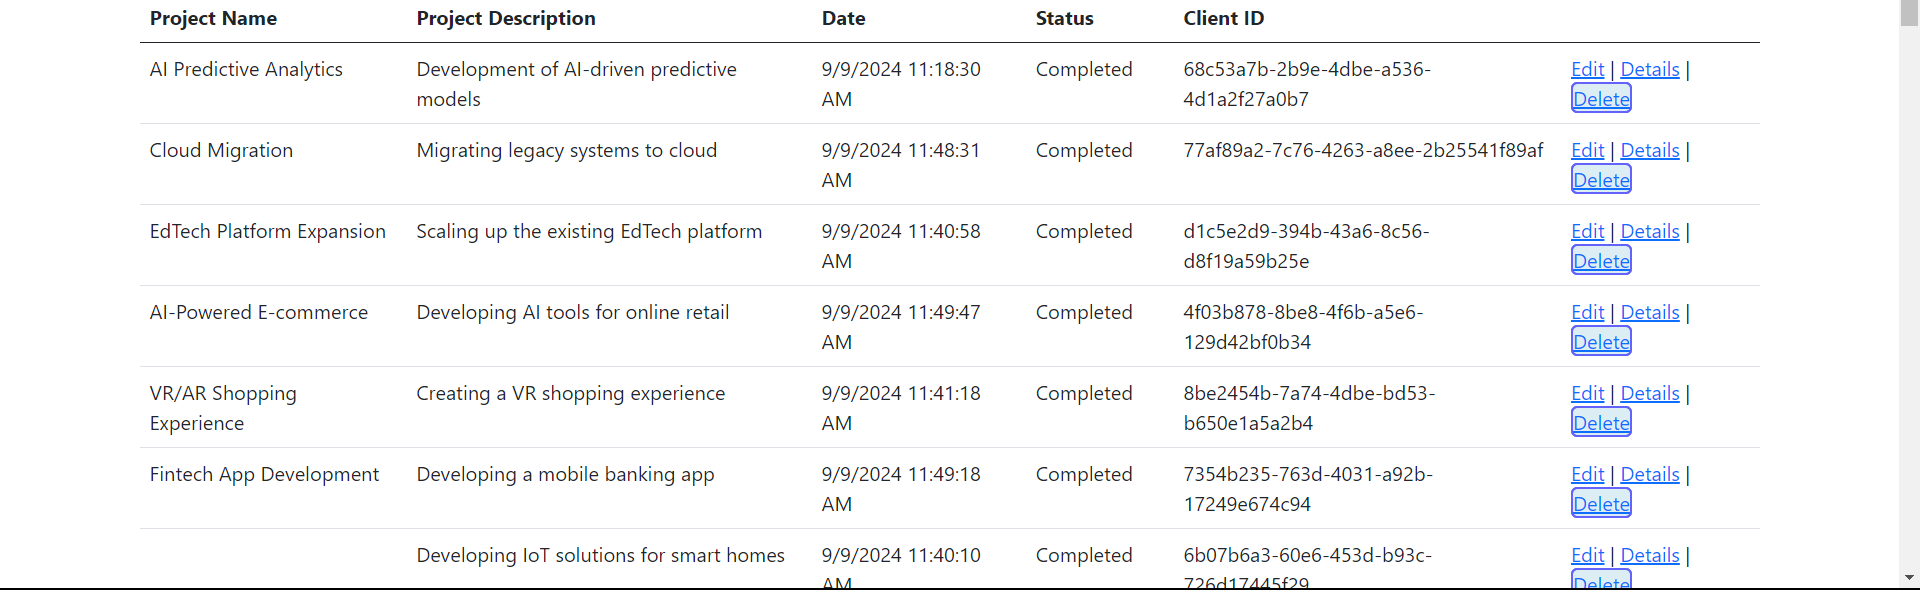 Project Name Project Description Date Status Client ID
AI Predictive Analytics Development of AI-driven predictive 9/9/2024 11:18:30 Completed 68c53a7b-2b9e-4dbe-a536- Edit | Details |
models AM 4d1a2f27a0b7 Delete
Cloud Migration Migrating legacy systems to cloud 9/9/2024 11:48:31 Completed 77af89a2-7c76-4263-a8ee-2b25541f89af Edit | Details |
AM Delete
EdTech Platform Expansion Scaling up the existing EdTech platform 9/9/2024 11:40:58 Completed d1c5e2d9-394b-43a6-8c56- Edit | Details |
AM d8f19a59b25e Delete
AI-Powered E-commerce Developing AI tools for online retail 9/9/2024 11:49:47 Completed 4f03b878-8be8-4f6b-a5e6- Edit | Details |
AM 129d42bf0b34 Delete
VR/AR Shopping Creating a VR shopping experience 9/9/2024 11:41:18 Completed 8be2454b-7a74-4dbe-bd53- Edit | Details |
Experience AM b650e1a5a2b4 Delete
Fintech App Development Developing a mobile banking app 9/9/2024 11:49:18 Completed 7354b235-763d-4031-a92b- Edit | Details |
AM 17249e674c94 Delete
Developing IoT solutions for smart homes 9/9/2024 11:40:10 Completed 6b07b6a3-60e6-453d-b93c- Edit | Details |
AM 726d17445f29 Delete